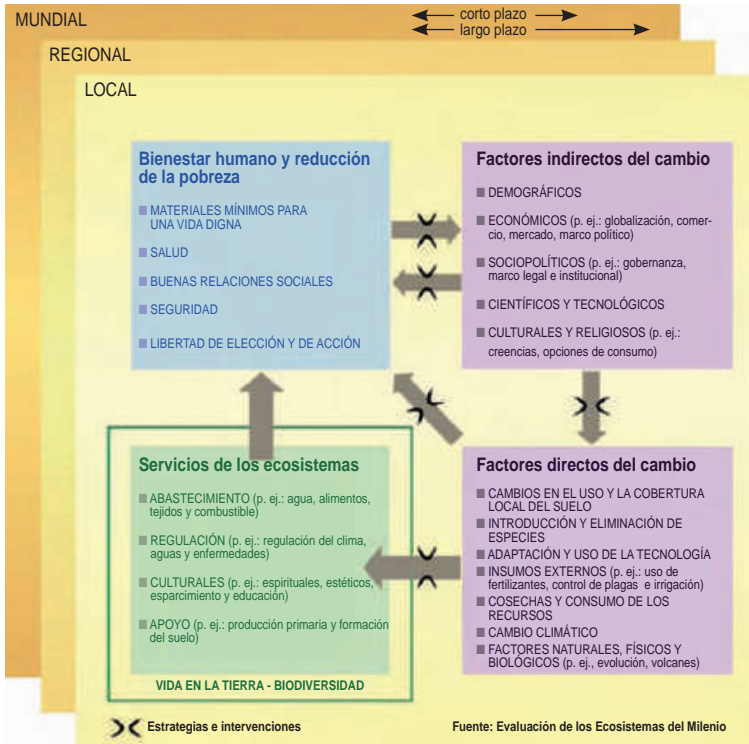 MUNDIAL
corto plazo
largo plazo
REGIONAL
LOCAL
Bienestar humano y reducción
de la pobreza
MATERIALES MÍNIMOS PARA
UNA VIDA DIGNA
SALUD
BUENAS RELACIONES SOCIALES
SEGURIDAD
LIBERTAD DE ELECCIÓN Y DE ACCIÓN
Factores indirectos del cambio
DEMOGRÁFICOS
ECONÓMICOS (p. ej.: globalización, comer-
cio, mercado, marco político)
SOCIOPOLÍTICOS (p. ej.: gobernanza,
marco legal e institucional)
CIENTÍFICOS Y TECNOLÓGICOS
CULTURALES Y RELIGIOSOS (p. ej.:
creencias, opciones de consumo)
Servicios de los ecosistemas
ABASTECIMIENTO (p. ej.: agua, alimentos,
tejidos y combustible)
REGULACIÓN (p. ej.: regulación del clima,
aguas y enfermedades)
CULTURALES (p. ej.: espirituales, estéticos,
esparcimiento y educación)
APOYO (p. ej.: producción primaria y formación
del suelo)
VIDA EN LA TIERRA - BIODIVERSIDAD
Factores directos del cambio
CAMBIOS EN EL USO Y LA COBERTURA
LOCAL DEL SUELO
INTRODUCCIÓN Y ELIMINACIÓN DE
ESPECIES
ADAPTACIÓN Y USO DE LA TECNOLOGÍA
INSUMOS EXTERNOS (p. ej.: uso de
fertilizantes, control de plagas e irrigación)
COSECHAS Y CONSUMO DE LOS
RECURSOS
CAMBIO CLIMÁTICO
FACTORES NATURALES, FÍSICOS Y
BIOLÓGICOS (p. ej., evolución, volcanes)
Estrategias e intervenciones
Fuente: Evaluación de los Ecosistemas del Milenio